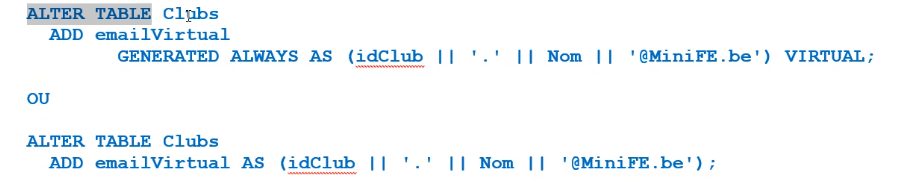 ALTER TABLE Clubs
ADD emailVirtual
GENERATED ALWAYS AS (idClub || '.' || Nom || '@MiniFE.be') VIRTUAL;
OU
ALTER TABLE Clubs
ADD emailVirtual AS (idClub || '.' || Nom || '@MiniFE.be');